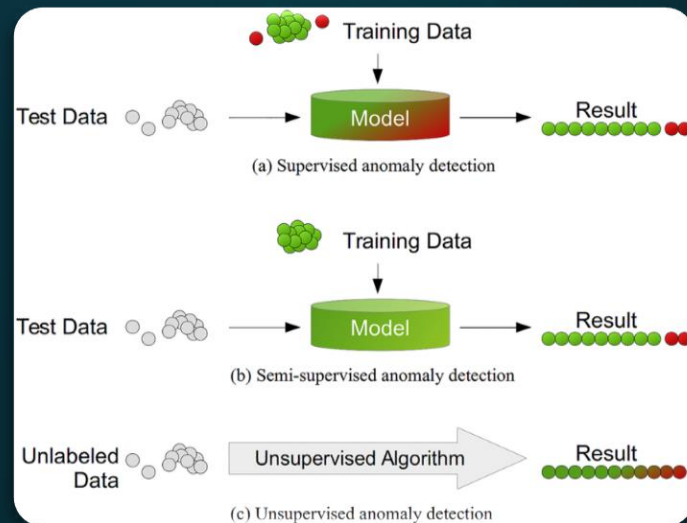 Training Data
Test Data
Model
Result
(a) Supervised anomaly detection
Training Data
Test Data
Model
Result
(b) Semi-supervised anomaly detection
Unlabeled
Data
Unsupervised Algorithm
Result
(c) Unsupervised anomaly detection